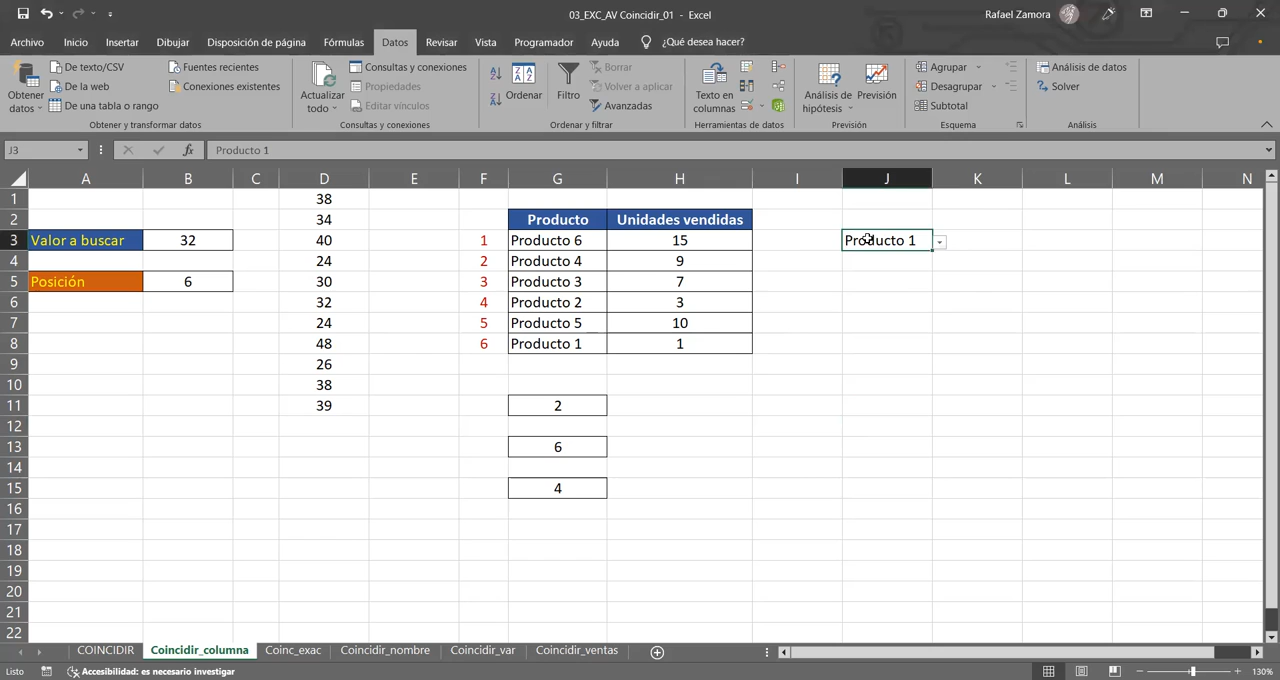 03_EXC_AV Coincidir_01 - Excel
Rafael Zamora
Archivo Inicio Insertar Dibujar Disposición de página Fórmulas Datos Revisar Vista Programador Ayuda ¿Qué desea hacer?
Obtener datos
De texto/CSV
De la web
De una tabla o rango
Fuentes recientes
Conexiones existentes
Obtener y transformar datos
Actualizar todo
Consultas y conexiones
Propiedades
Editar vínculos
Consultas y conexiones
Ordenar
Filtro
Borrar
Volver a aplicar
Avanzadas
Ordenar y filtrar
Texto en columnas
Herramientas de datos
Análisis de hipótesis
Previsión
Previsión
Agrupar
Desagrupar
Subtotal
Esquema
Análisis de datos
Solver
Análisis
J3 fx Producto 1
A B C D E F G H I J K L M N
1 38
2 34 Producto Unidades vendidas
3 Valor a buscar 32 40 1 Producto 6 15 Producto 1
4 24 2 Producto 4 9
5 Posición 6 30 3 Producto 3 7
6 32 4 Producto 2 3
7 24 5 Producto 5 10
8 48 6 Producto 1 1
9 26
10 38
11 39 2
12
13 6
14
15 4
16
17
18
19
20
21
22
COINCIDIR Coincidir_columna Coinc_exac Coincidir_nombre Coincidir_var Coincidir_ventas
Listo Accesibilidad: es necesario investigar 130%